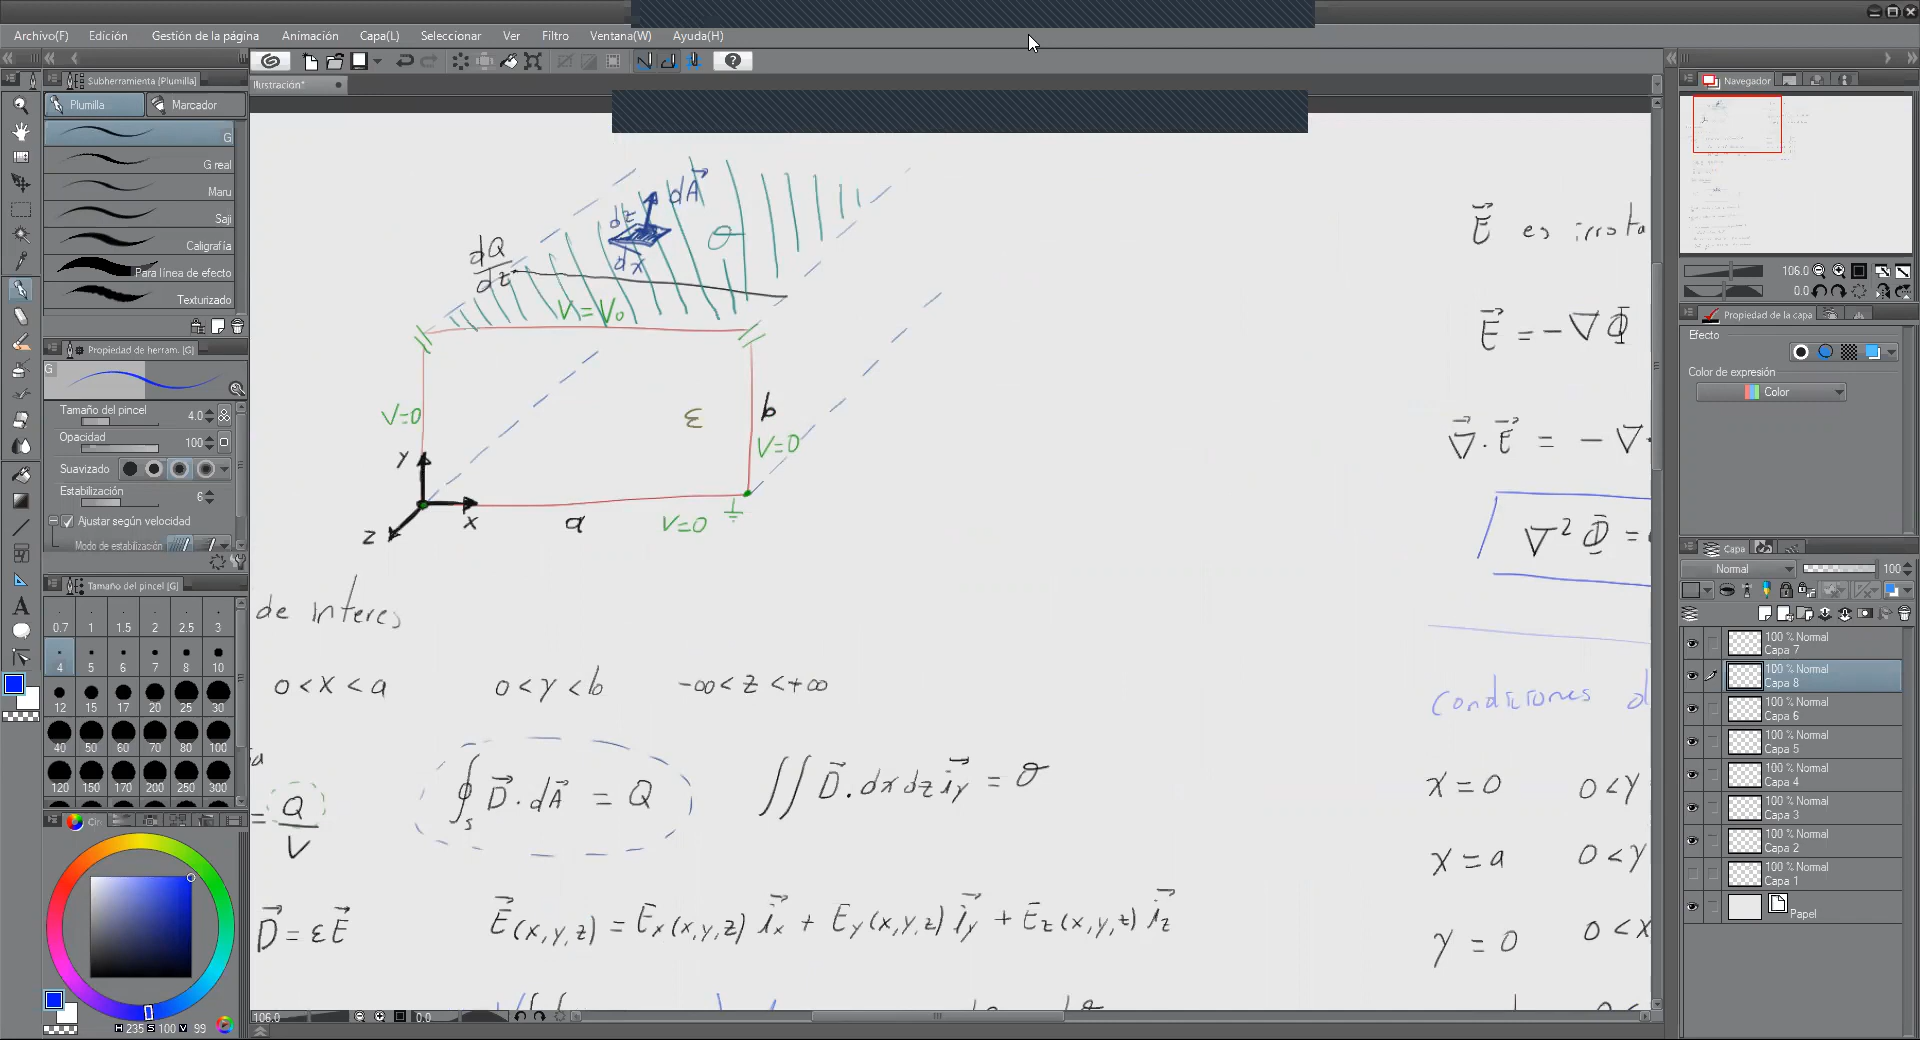 Archivo(F) Edición Gestión de la página Animación Capa(L) Seleccionar Ver Filtro Ventana(W) Ayuda(H)
Subherramienta [Plumilla]
Plumilla Marcador
G
G real
Maru
Saji
Caligrafía
Para línea de efecto
Texturizado
Propiedad de herram. [G]
G
Tamaño del pincel 4.0
Opacidad 100
Suavizado
Estabilización 6
Ajustar según velocidad
Modo de estabilización
Tamaño del pincel [G]
0.7 1 1.5 2 2.5 3
4 5 6 7 8 10
12 15 17 20 25 30
40 50 60 70 80 100
120 150 170 200 250 300
H 235 S 100 V 99
Ilustración*
dA⃗
dz
dx
σ
dQ
dz
V=V₀
V=0
ε
b
V=0
y
x
z
a
V=0
de interes
0<x<a 0<y<b -∞<z<+∞
= Q/V
∮s D⃗.dA⃗ = Q
∬ D⃗.dxdz i⃗y = σ
D⃗=εE⃗
E⃗(x,y,z) = Ex(x,y,z) i⃗x + Ey(x,y,z) i⃗y + Ez(x,y,z) i⃗z
E⃗ es irrota
E⃗ = -∇Φ
∇⃗.E⃗ = -∇.
∇²Φ =
condiciones d
x=0 0<y
x=a 0<y
y=0 0<x
106.0 0.0
Navegador
106.0
0.0
Propiedad de la capa
Efecto
Color de expresión
Color
Capa
Normal 100
100 % Normal
Capa 7
100 % Normal
Capa 8
100 % Normal
Capa 6
100 % Normal
Capa 5
100 % Normal
Capa 4
100 % Normal
Capa 3
100 % Normal
Capa 2
100 % Normal
Capa 1
Papel